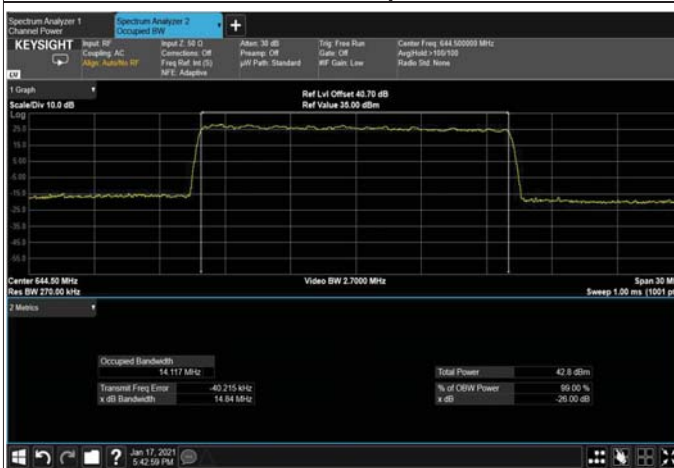 Spectrum Analyzer 1
Channel Power
Spectrum Analyzer 2
Occupied BW
+
KEYSIGHT
Input: RF
Coupling: AC
Align: Auto/No RF
Input Z: 50 Ω
Corrections: Off
Freq Ref: Int (S)
NFE: Adaptive
Atten: 30 dB
Preamp: Off
µW Path: Standard
Trig: Free Run
Gate: Off
#IF Gain: Low
Center Freq: 644.500000 MHz
Avg|Hold:>100/100
Radio Std: None
1 Graph
Scale/Div 10.0 dB
Ref Lvl Offset 40.70 dB
Ref Value 35.00 dBm
Log
25.0
15.0
5.00
-5.00
-15.0
-25.0
-35.0
-45.0
-55.0
Center 644.50 MHz
Res BW 270.00 kHz
Video BW 2.7000 MHz
Span 30 M
Sweep 1.00 ms (1001 p
2 Metrics
Occupied Bandwidth
14.117 MHz
Transmit Freq Error -40.215 kHz
x dB Bandwidth 14.84 MHz
Total Power 42.8 dBm
% of OBW Power 99.00 %
x dB -26.00 dB
?
Jan 17, 2021
5:42:59 PM